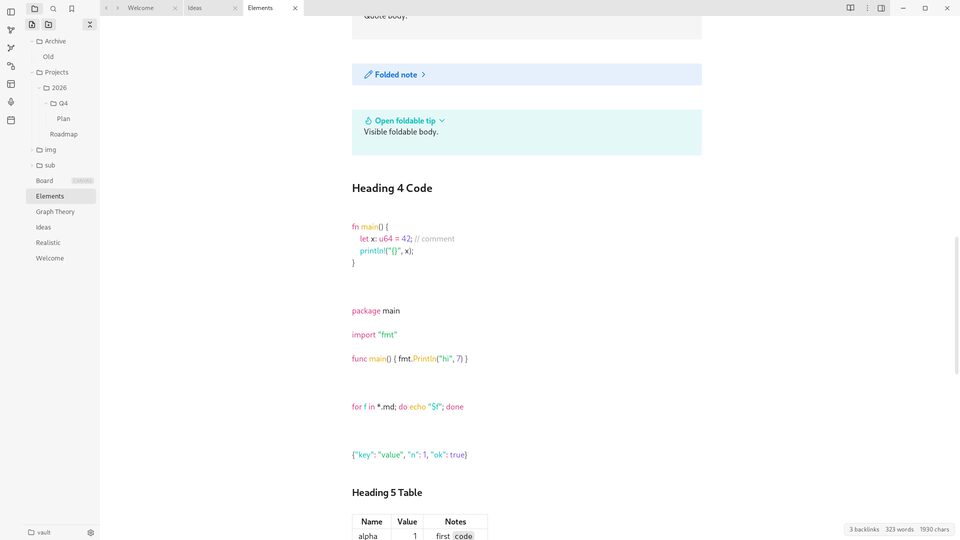 Welcome
Ideas
Elements
Archive
Old
Projects
2026
Q4
Plan
Roadmap
img
sub
Board CANVAS
Elements
Graph Theory
Ideas
Realistic
Welcome
vault
Quote body.
Folded note
Open foldable tip
Visible foldable body.
Heading 4 Code
fn main() {
    let x: u64 = 42; // comment
    println!("{}", x);
}
package main
import "fmt"
func main() { fmt.Println("hi", 7) }
for f in *.md; do echo "$f"; done
{"key": "value", "n": 1, "ok": true}
Heading 5 Table
Name Value Notes
alpha 1 first code
3 backlinks 323 words 1930 chars